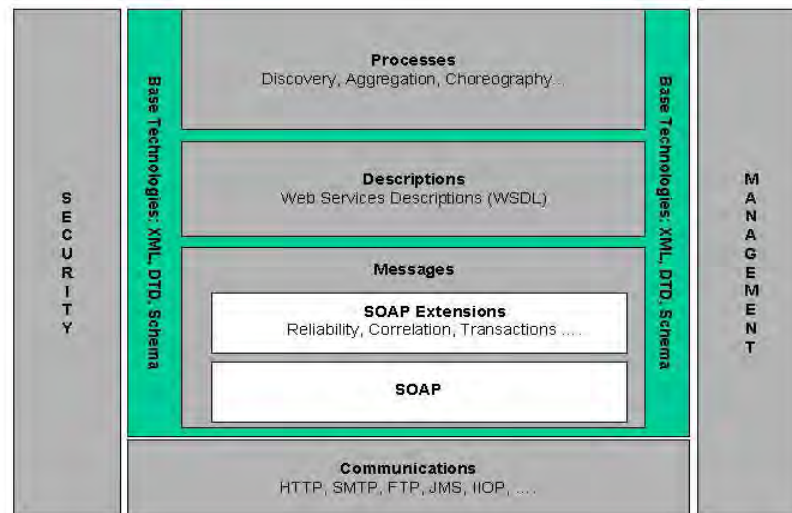 SECURITY
Base Technologies: XML, DTD, Schema
Processes
Discovery, Aggregation, Choreography...
Descriptions
Web Services Descriptions (WSDL)
Messages
SOAP Extensions
Reliability, Correlation, Transactions ....
SOAP
Base Technologies: XML, DTD, Schema
MANAGEMENT
Communications
HTTP, SMTP, FTP, JMS, IIOP, ....